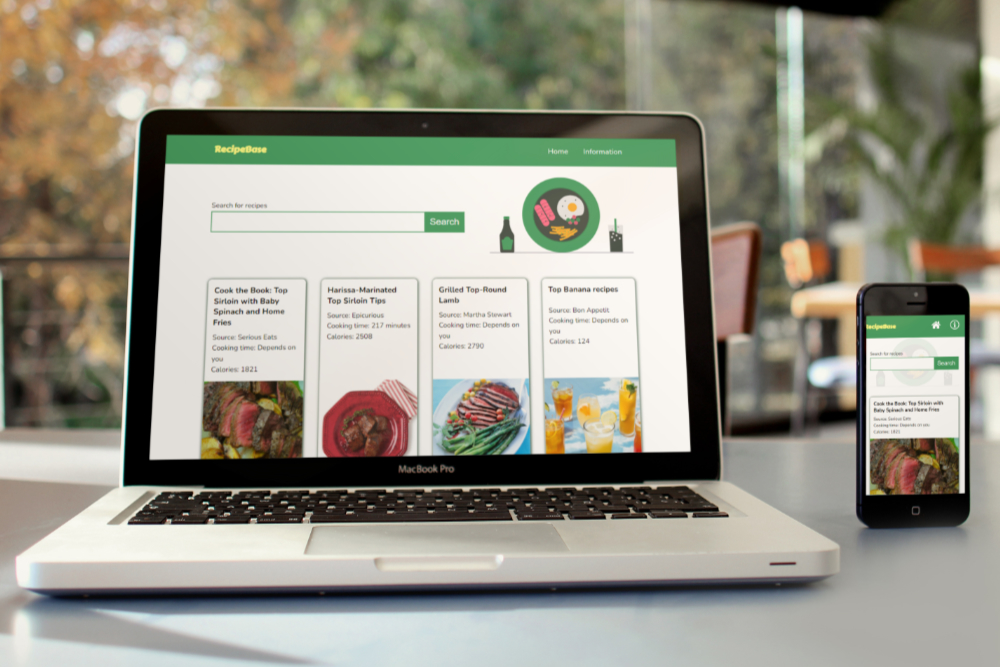 RecipeBase
Home
Information
Search for recipes
Search
Cook the Book: Top
Sirloin with Baby
Spinach and Home
Fries
Source: Serious Eats
Cooking time: Depends on
you
Calories: 1821
Harissa-Marinated
Top Sirloin Tips
Source: Epicurious
Cooking time: 217 minutes
Calories: 2508
Grilled Top-Round
Lamb
Source: Martha Stewart
Cooking time: Depends on
you
Calories: 2790
Top Banana recipes
Source: Bon Appetit
Cooking time: Depends on
you
Calories: 124
MacBook Pro
RecipeBase
Search for recipes
Search
Cook the Book: Top Sirloin with
Baby Spinach and Home Fries
Source: Serious Eats
Cooking time: Depends on you
Calories: 1821